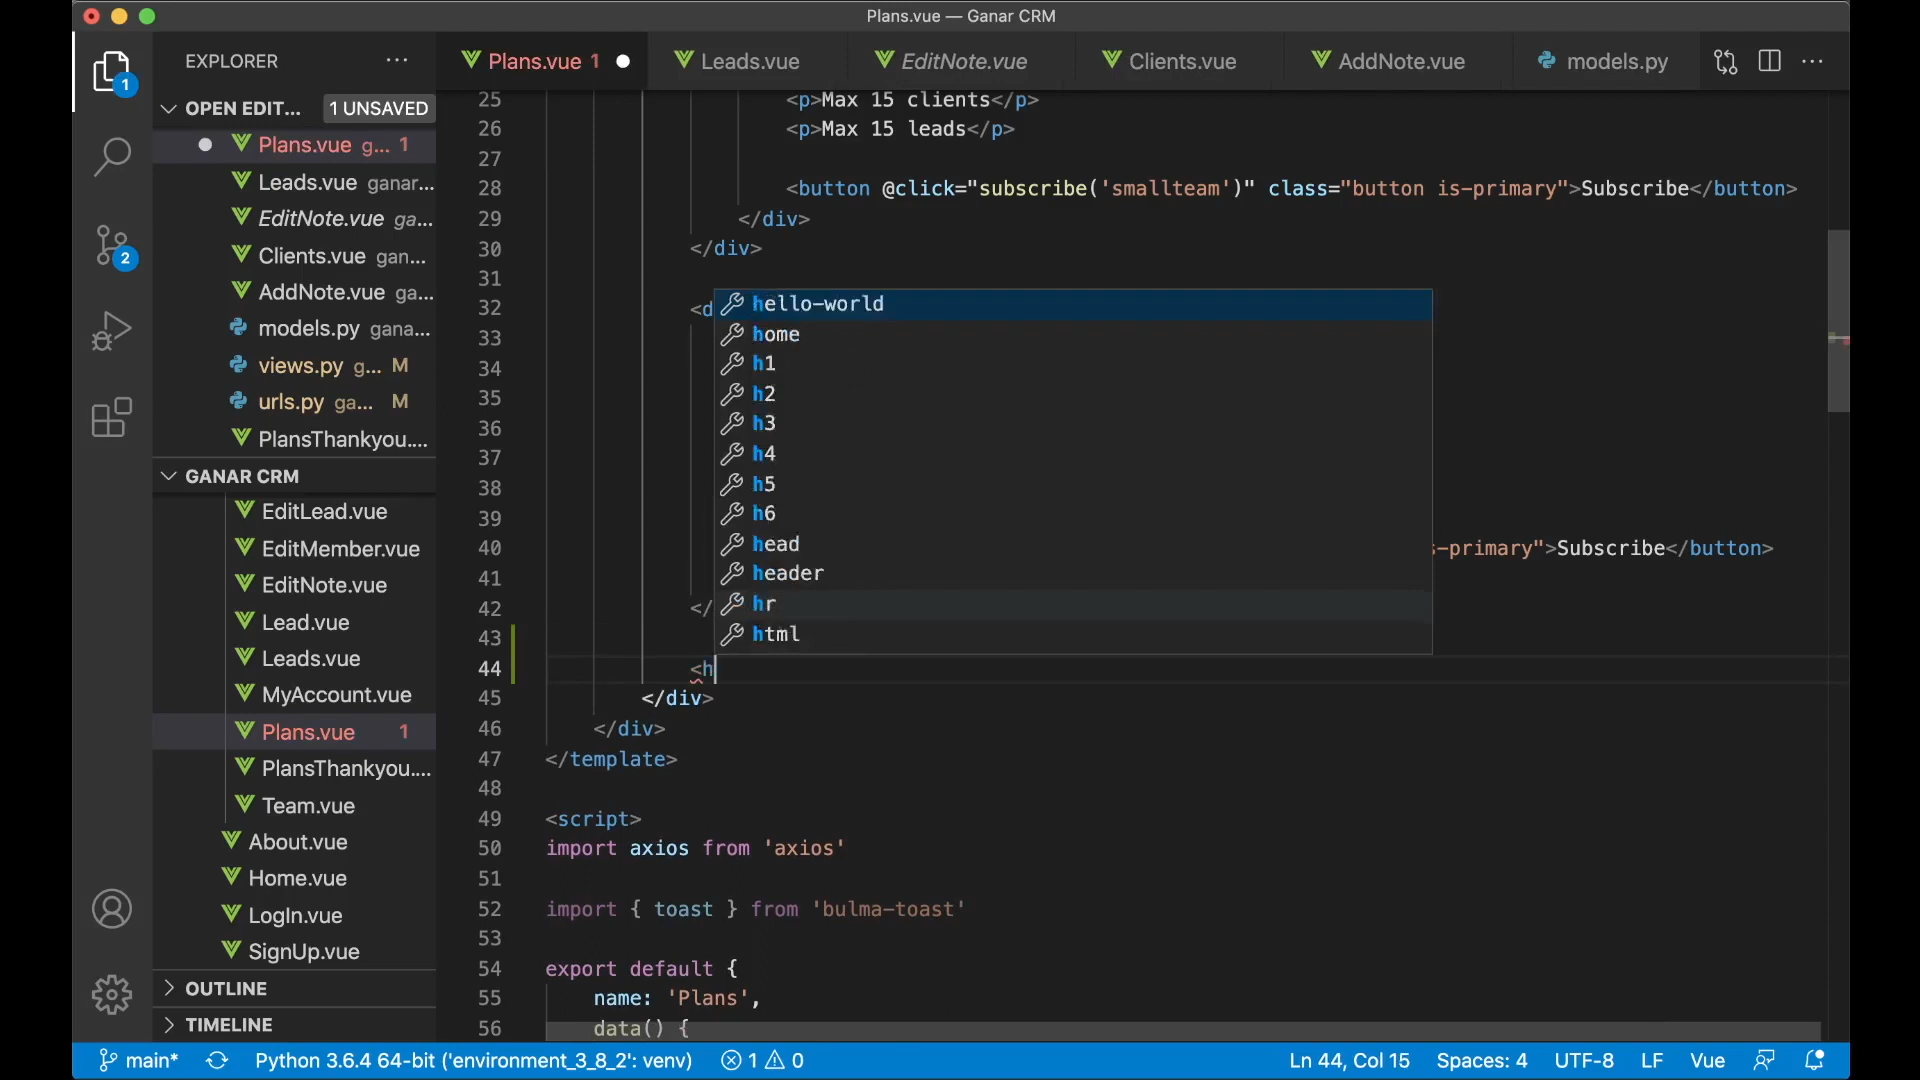 Plans.vue — Ganar CRM
EXPLORER
Plans.vue 1
Leads.vue
EditNote.vue
Clients.vue
AddNote.vue
models.py
1
OPEN EDIT... 1 UNSAVED
Plans.vue g... 1
Leads.vue ganar...
EditNote.vue ga...
Clients.vue gan...
AddNote.vue ga...
models.py gana...
views.py g... M
urls.py ga... M
PlansThankyou....
2
GANAR CRM
EditLead.vue
EditMember.vue
EditNote.vue
Lead.vue
Leads.vue
MyAccount.vue
Plans.vue 1
PlansThankyou....
Team.vue
About.vue
Home.vue
LogIn.vue
SignUp.vue
OUTLINE
TIMELINE
25 <p>Max 15 clients</p>
26 <p>Max 15 leads</p>
27
28 <button @click="subscribe('smallteam')" class="button is-primary">Subscribe</button>
29 </div>
30 </div>
31
32 <d
33
34
35
36
37
38
39
40 s-primary">Subscribe</button>
41
42 </
43
44 <h
45 </div>
46 </div>
47 </template>
48
49 <script>
50 import axios from 'axios'
51
52 import { toast } from 'bulma-toast'
53
54 export default {
55 name: 'Plans',
56 data() {
hello-world
home
h1
h2
h3
h4
h5
h6
head
header
hr
html
main* Python 3.6.4 64-bit ('environment_3_8_2': venv) 1 0 Ln 44, Col 15 Spaces: 4 UTF-8 LF Vue